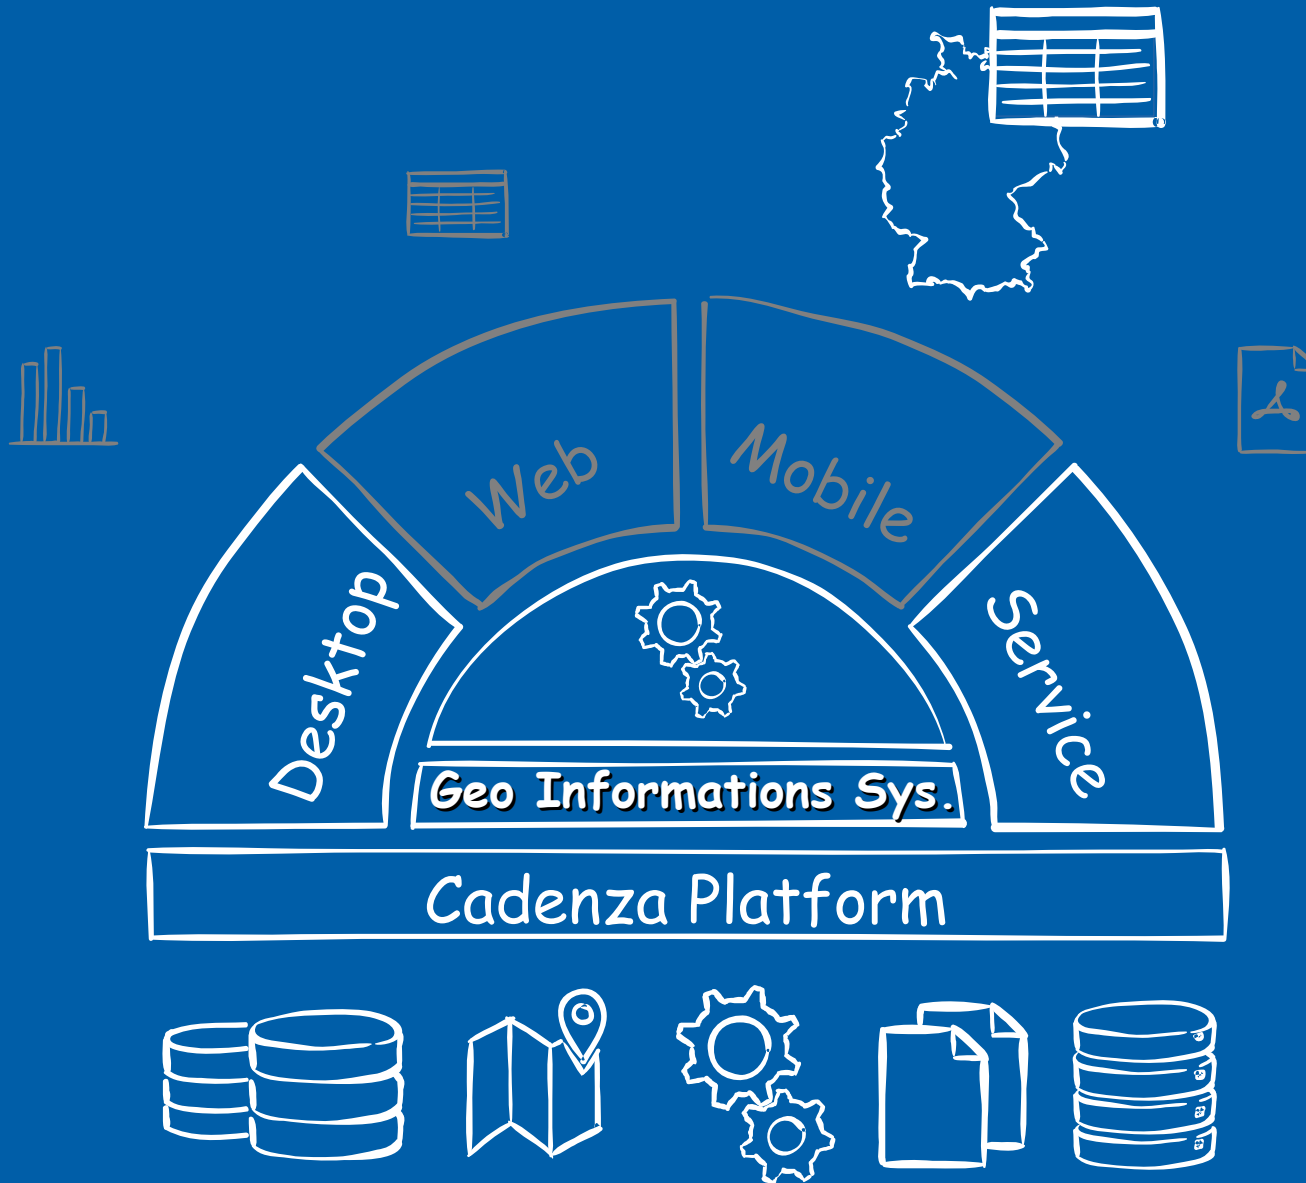 Web
Mobile
Desktop
Service
Geo Informations Sys.
Cadenza Platform